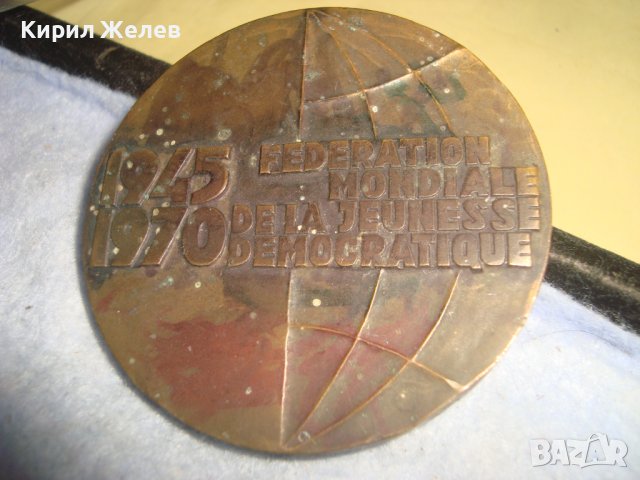 Кирил Желев
1945 FEDERATION
MONDIALE
1970 DE LA JEUNESSE
DEMOCRATIQUE
BAZAR